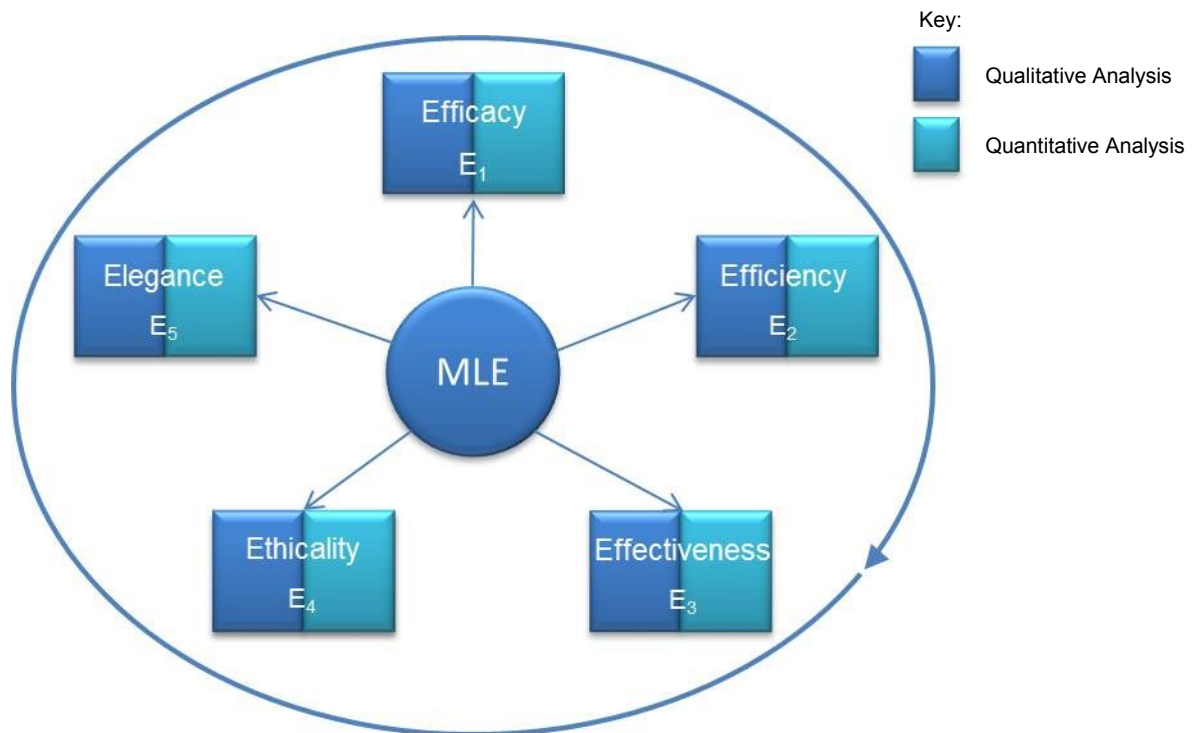 Key:
Qualitative Analysis
Quantitative Analysis
Efficacy
E₁
Elegance
E₅
Efficiency
E₂
MLE
Ethicality
E₄
Effectiveness
E₃